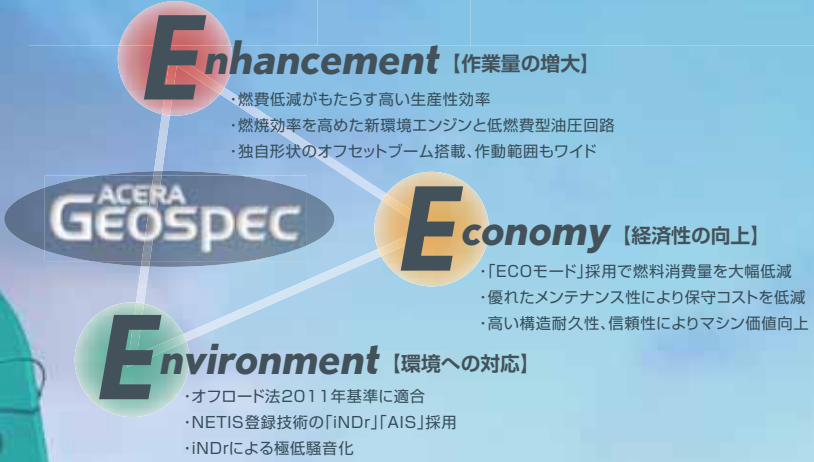 Enhancement【作業量の増大】
・燃費低減がもたらす高い生産性効率
・燃焼効率を高めた新環境エンジンと低燃費型油圧回路
・独自形状のオフセットブーム搭載、作動範囲もワイド
ACERA
GEOSPEC
Economy【経済性の向上】
・「ECOモード」採用で燃料消費量を大幅低減
・優れたメンテナンス性により保守コストを低減
・高い構造耐久性、信頼性によりマシン価値向上
Environment【環境への対応】
・オフロード法2011年基準に適合
・NETIS登録技術の「iNDr」「AIS」採用
・iNDrによる極低騒音化